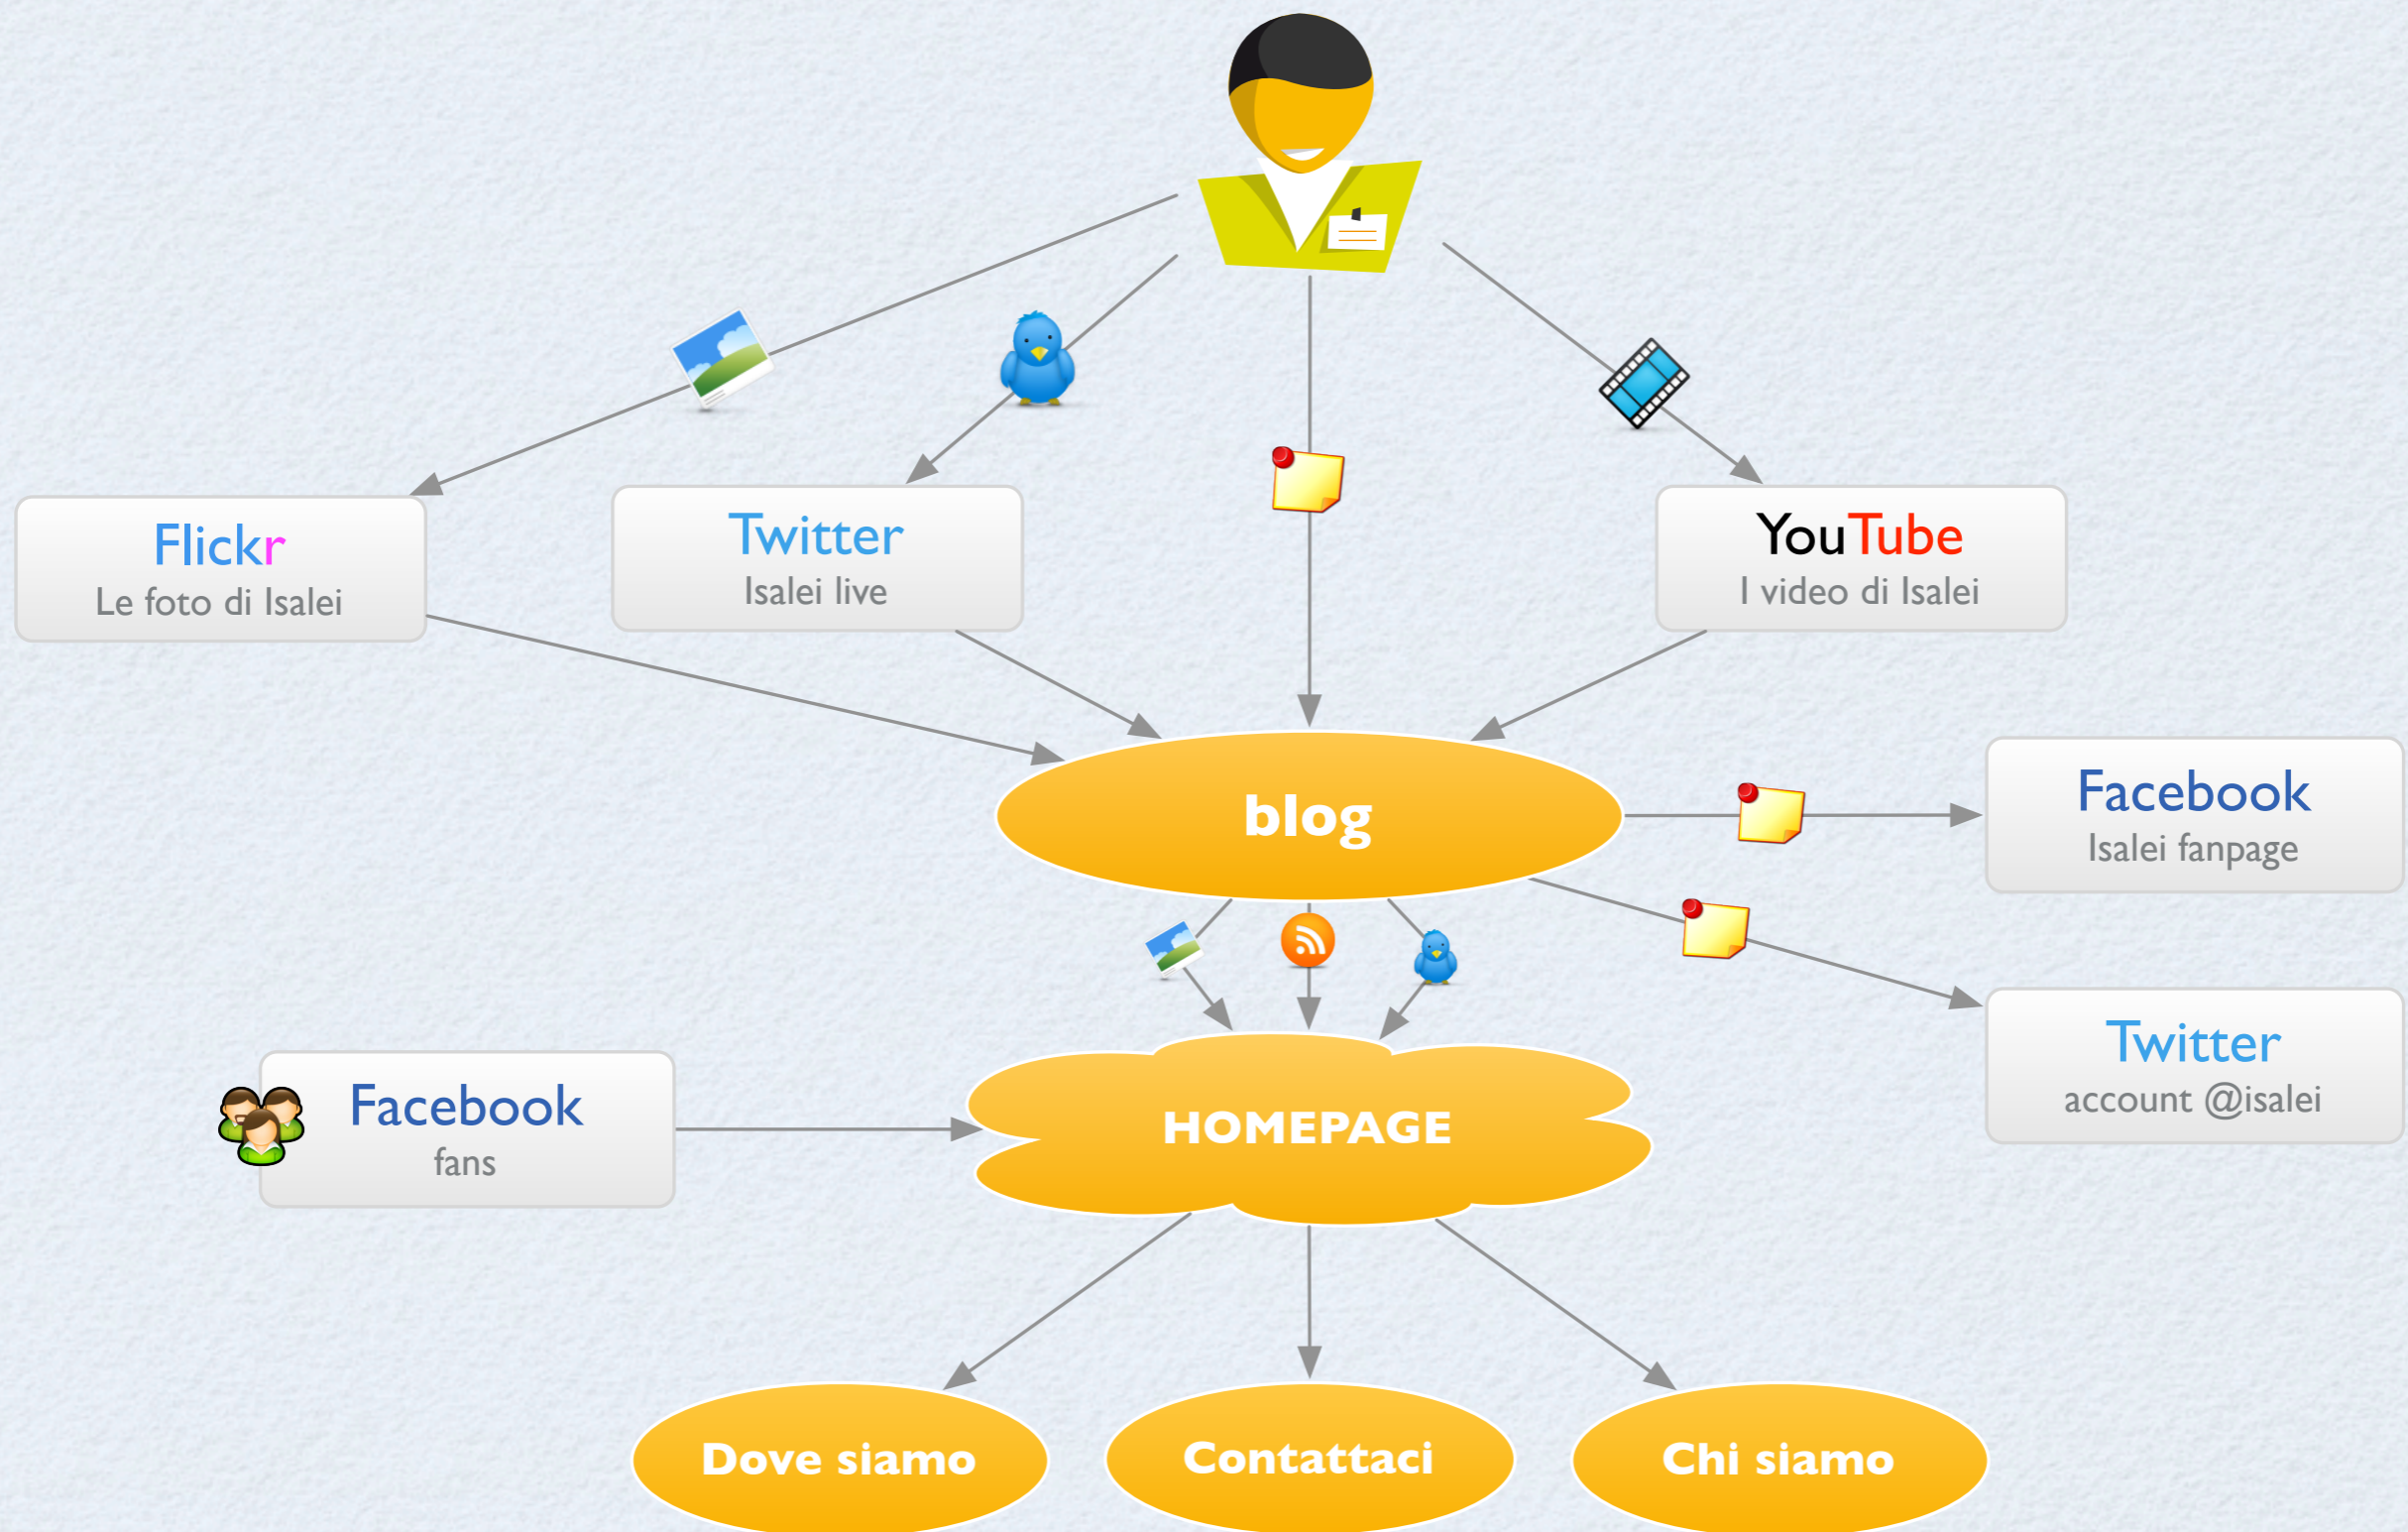 Flickr
Le foto di Isalei
Twitter
Isalei live
YouTube
I video di Isalei
blog
Facebook
Isalei fanpage
Twitter
account @isalei
Facebook
fans
HOMEPAGE
Dove siamo
Contattaci
Chi siamo